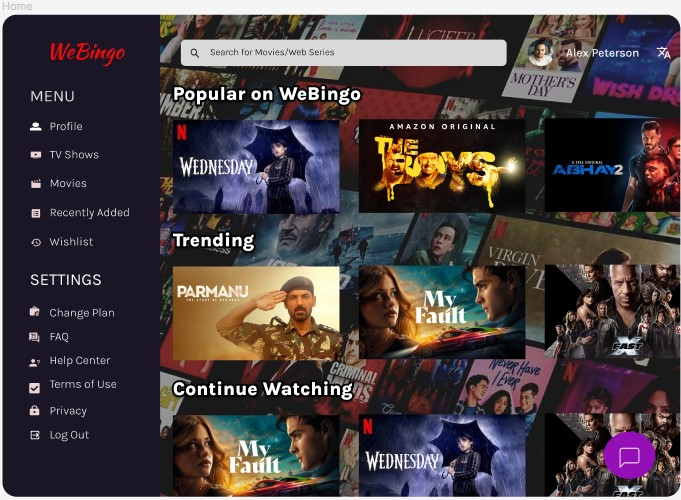 Home
WeBingo
Search for Movies/Web Series
Alex Peterson
MENU
Profile
TV Shows
Movies
Recently Added
Wishlist
SETTINGS
Change Plan
FAQ
Help Center
Terms of Use
Privacy
Log Out
LUCIFER
MOTHER'S
DAY
WISH
Popular on WeBingo
N
WEDNESDAY
AMAZON ORIGINAL
THE
BOYS
A ZEE5 ORIGINAL
ABHAY2
Trending
VIRGIN
PARMANU
THE STORY OF POKHRAN
My
Fault
FAST
X
Continue Watching
CRIMINAL
Never Have
I Ever
My
Fault
N
WEDNESDAY
FAST